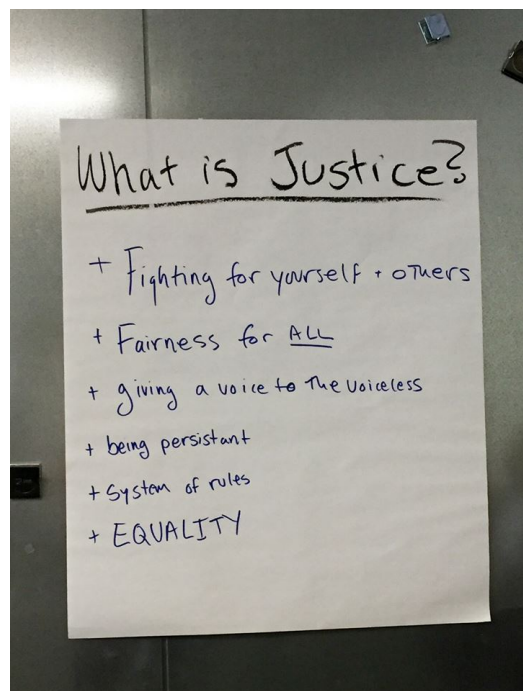 What is Justice?
+ Fighting for yourself + others
+ Fairness for ALL
+ giving a voice to The voiceless
+ being persistant
+ System of rules
+ EQUALITY